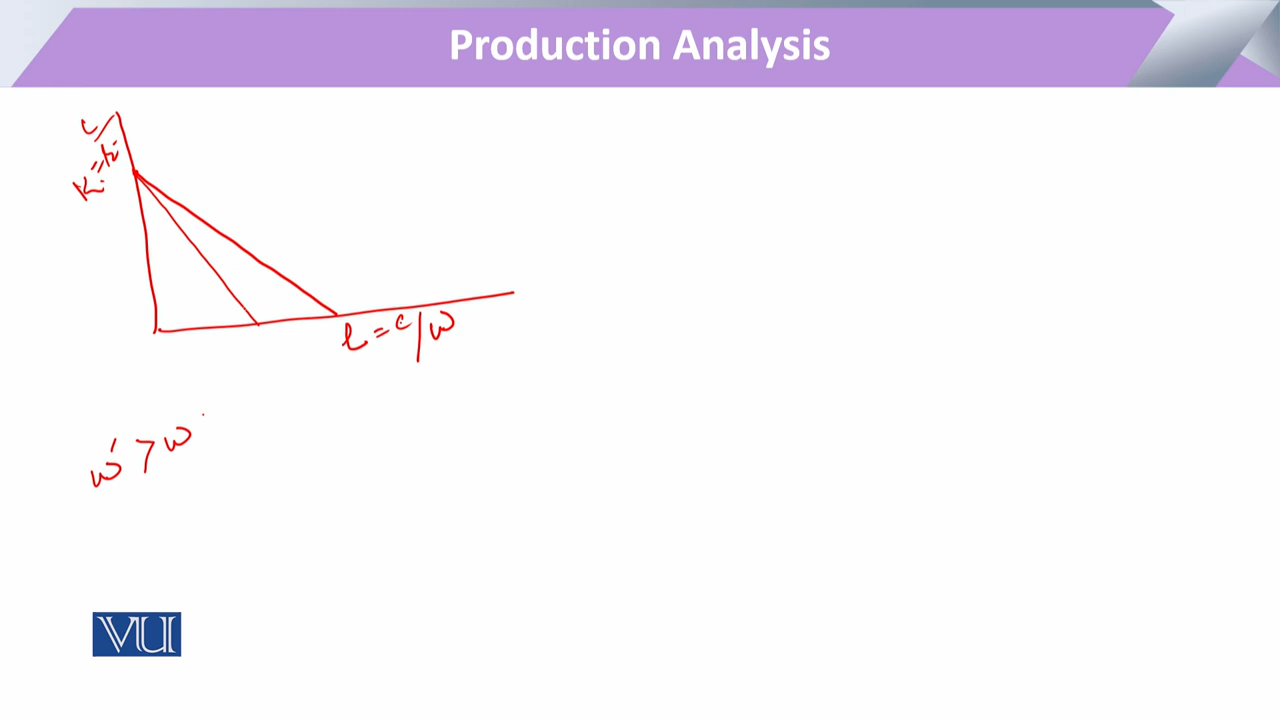 Production Analysis
l = c/w
w' > w
VU